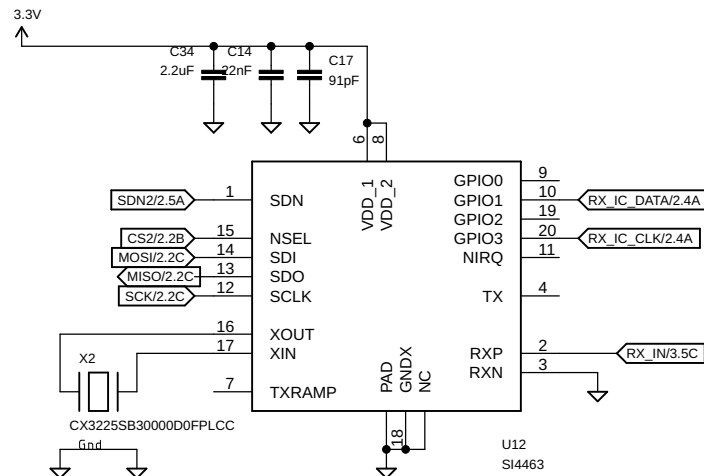 3.3V
C34
2.2uF
C14
22nF
C17
91pF
6
8
VDD_1
VDD_2
SDN2/2.5A
1
SDN
CS2/2.2B
15
NSEL
MOSI/2.2C
14
SDI
MISO/2.2C
13
SDO
SCK/2.2C
12
SCLK
16
XOUT
17
XIN
7
TXRAMP
GPIO0
9
GPIO1
10
RX_IC_DATA/2.4A
GPIO2
19
GPIO3
20
RX_IC_CLK/2.4A
NIRQ
11
TX
4
RXP
2
RX_IN/3.5C
RXN
3
PAD
GNDX
NC
18
X2
CX3225SB30000D0FPLCC
Gnd
U12
SI4463